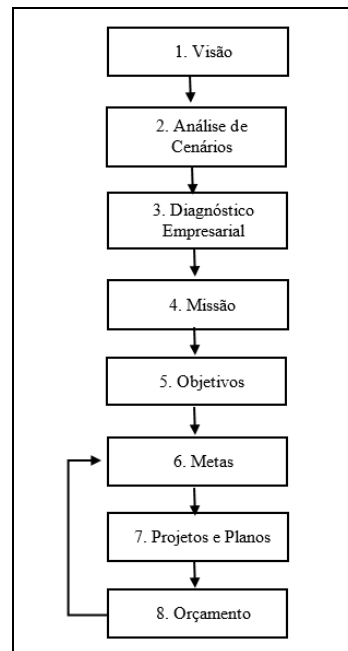 1. Visão
2. Análise de
Cenários
3. Diagnóstico
Empresarial
4. Missão
5. Objetivos
6. Metas
7. Projetos e Planos
8. Orçamento